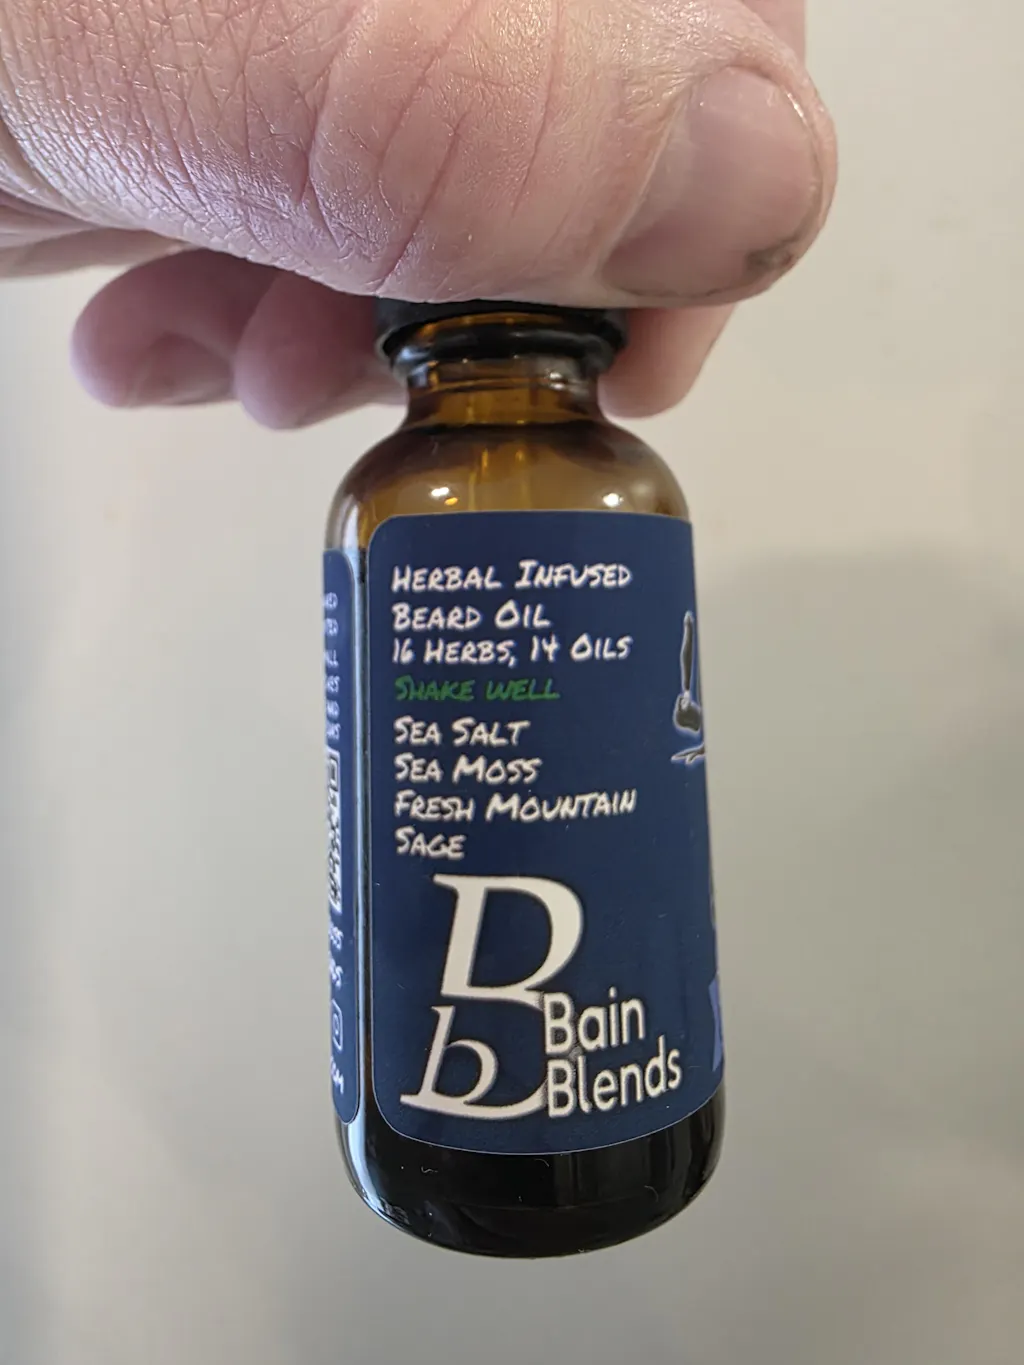 HERBAL INFUSED
BEARD OIL
16 HERBS, 14 OILS
SHAKE WELL
SEA SALT
SEA MOSS
FRESH MOUNTAIN
SAGE
Bb
Bain
Blends